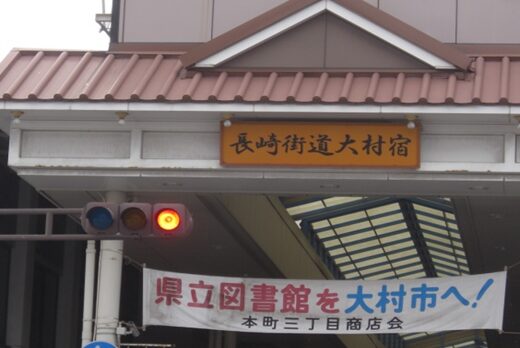 長崎街道大村宿
県立図書館を大村市へ!
本町三丁目商店会